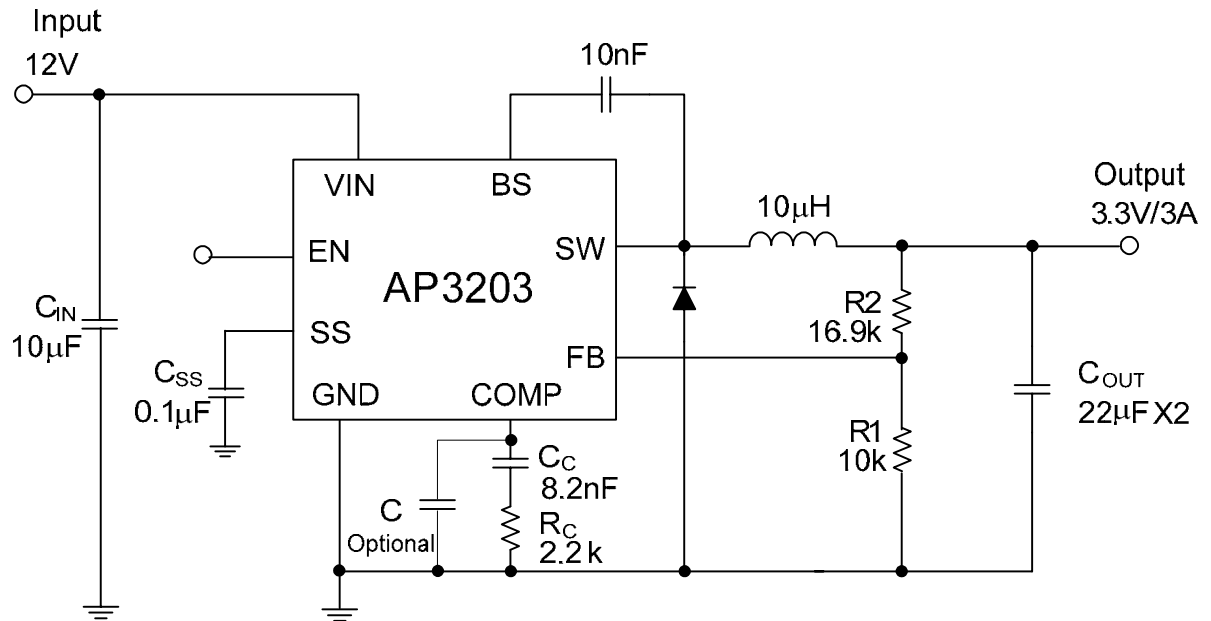 Input
12V
10nF
VIN
BS
Output
3.3V/3A
10μH
EN
SW
AP3203
CIN
10μF
SS
R2
16.9k
FB
CSS
0.1μF
GND
COMP
COUT
22μF X2
R1
10k
CC
8.2nF
C
Optional
RC
2.2k